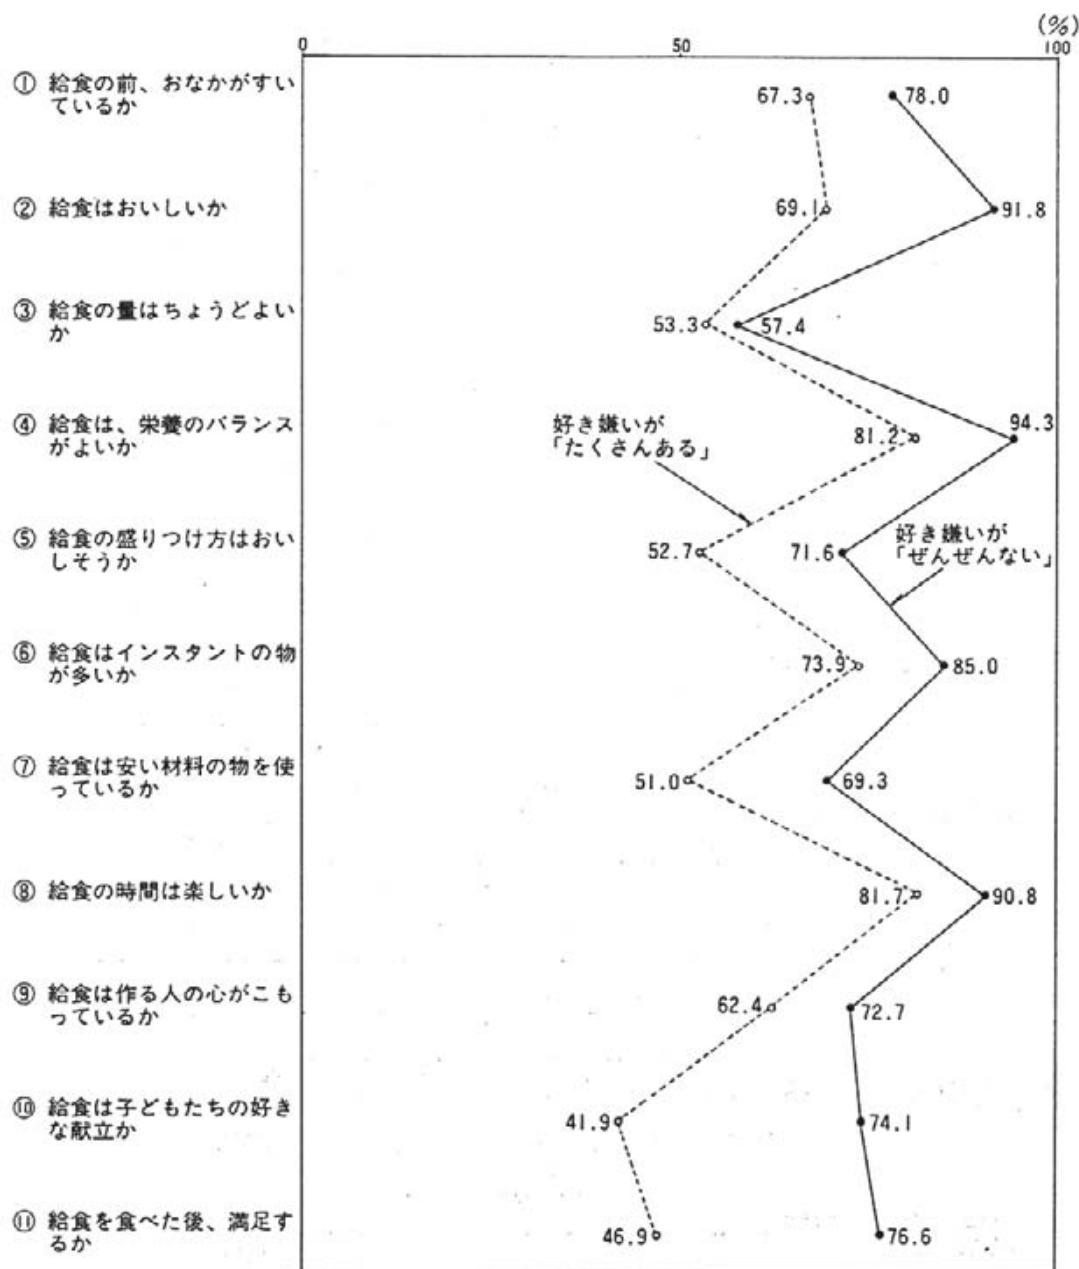 (%)
0 50 100
① 給食の前、おなかがすい
ているか
67.3 78.0
② 給食はおいしいか
69.1 91.8
③ 給食の量はちょうどよい
か
53.3 57.4
④ 給食は、栄養のバランス
がよいか
81.2 94.3
好き嫌いが
「たくさんある」
⑤ 給食の盛りつけ方はおい
しそうか
52.7 71.6
好き嫌いが
「ぜんぜんない」
⑥ 給食はインスタントの物
が多いか
73.9 85.0
⑦ 給食は安い材料の物を使
っているか
51.0 69.3
⑧ 給食の時間は楽しいか
81.7 90.8
⑨ 給食は作る人の心がこも
っているか
62.4 72.7
⑩ 給食は子どもたちの好き
な献立か
41.9 74.1
⑪ 給食を食べた後、満足す
るか
46.9 76.6